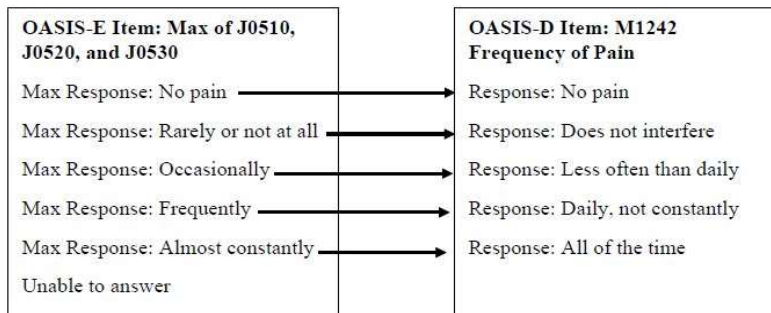 OASIS-E Item: Max of J0510,
J0520, and J0530
Max Response: No pain
Max Response: Rarely or not at all
Max Response: Occasionally
Max Response: Frequently
Max Response: Almost constantly
Unable to answer
OASIS-D Item: M1242
Frequency of Pain
Response: No pain
Response: Does not interfere
Response: Less often than daily
Response: Daily, not constantly
Response: All of the time